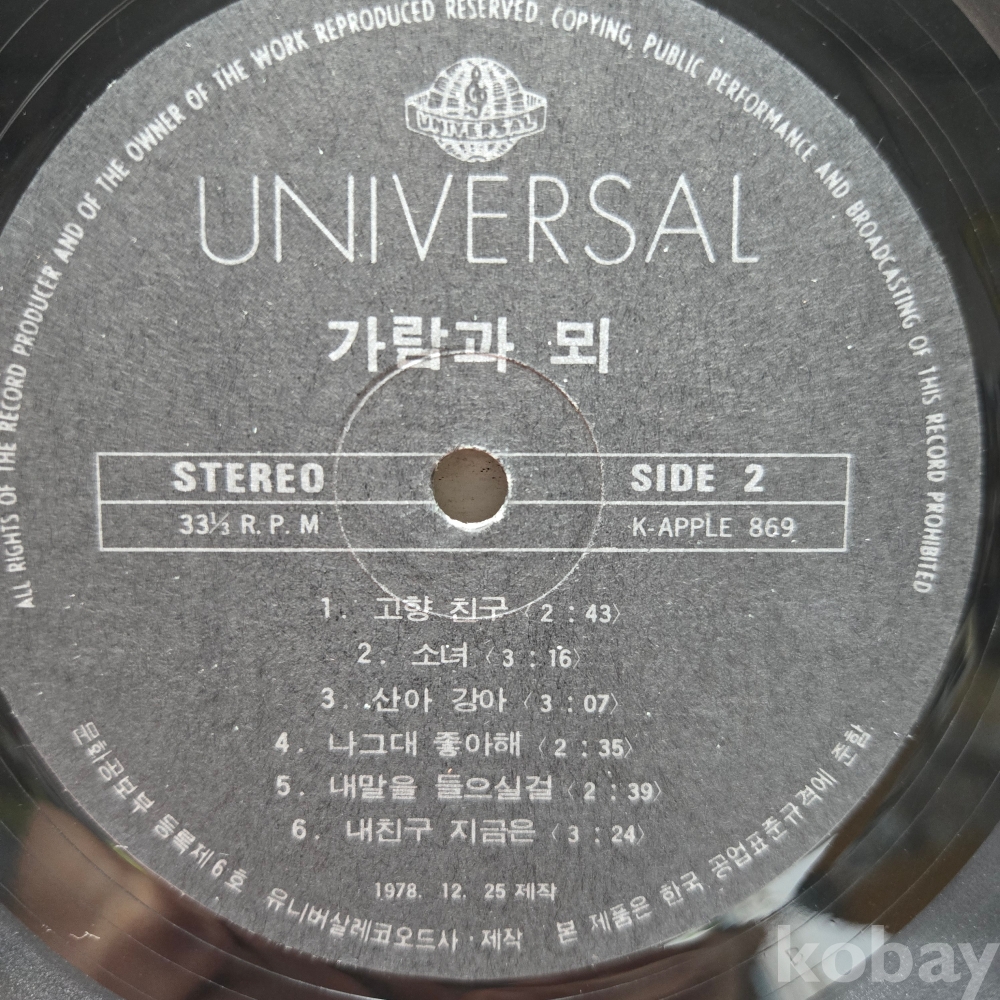 ALL RIGHTS OF THE RECORD PRODUCER AND OF THE OWNER OF THE WORK REPRODUCED RESERVED. COPYING, PUBLIC PERFORMANCE AND BROADCASTING OF THIS RECORD PROHIBITED
UNIVERSAL
UNIVERSAL
가람과 뫼
STEREO SIDE 2
33⅓ R.P.M K-APPLE 869
1. 고향 친구 〈2 : 43〉
2. 소녀 〈3 : 16〉
3. 산아 강아 〈3 : 07〉
4. 나그대 좋아해 〈2 : 35〉
5. 내말을 들으실걸 〈2 : 39〉
6. 내친구 지금은 〈3 : 24〉
1978. 12. 25 제작
문화공보부 등록제6호 유니버살레코오드사·제작 본 제품은 한국 공업표준규격에 준함
kobay